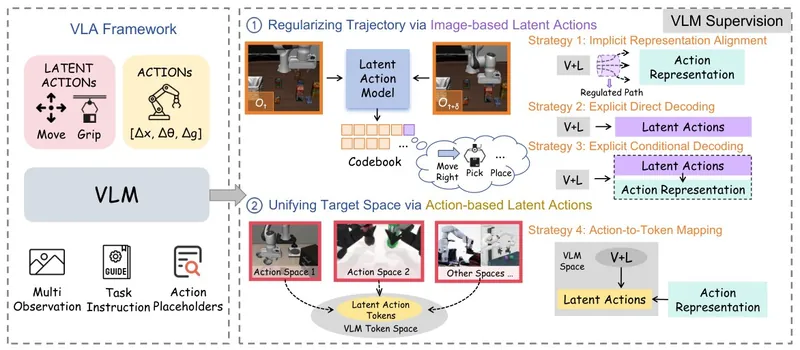 VLA Framework
LATENT
ACTIONS
Move
Grip
ACTIONs
[Δx, Δθ, Δg]
VLM
Multi
Observation
GUIDE
Task
Instruction
Action
Placeholders
VLM Supervision
① Regularizing Trajectory via Image-based Latent Actions
O₁
Latent
Action
Model
O₁₊δ
...
Codebook
Move
Right
Pick
Place
...
② Unifying Target Space via Action-based Latent Actions
Action Space 1
Action Space 2
Other Spaces ...
Latent Action
Tokens
VLM Token Space
Strategy 1: Implicit Representation Alignment
V+L
Action
Representation
Regulated Path
Strategy 2: Explicit Direct Decoding
V+L
Latent Actions
Strategy 3: Explicit Conditional Decoding
V+L
Latent Actions
Action Representation
Strategy 4: Action-to-Token Mapping
VLM
Space
V+L
Latent Actions
Action
Representation